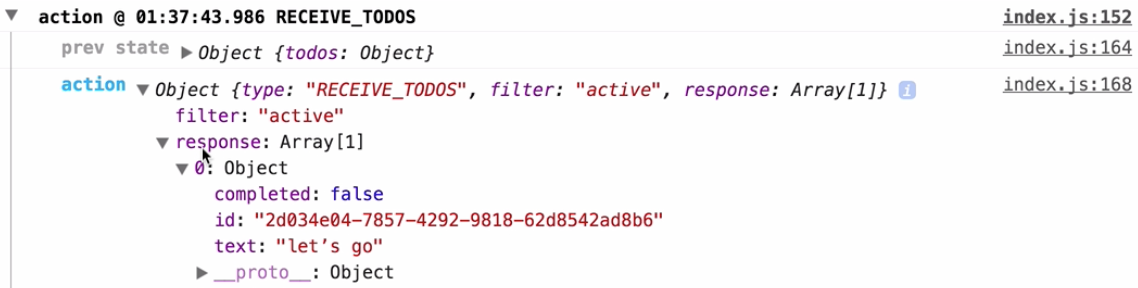 action @ 01:37:43.986 RECEIVE_TODOS index.js:152
prev state Object {todos: Object} index.js:164
action Object {type: "RECEIVE_TODOS", filter: "active", response: Array[1]} i index.js:168
filter: "active"
response: Array[1]
0: Object
completed: false
id: "2d034e04-7857-4292-9818-62d8542ad8b6"
text: "let’s go"
__proto__: Object